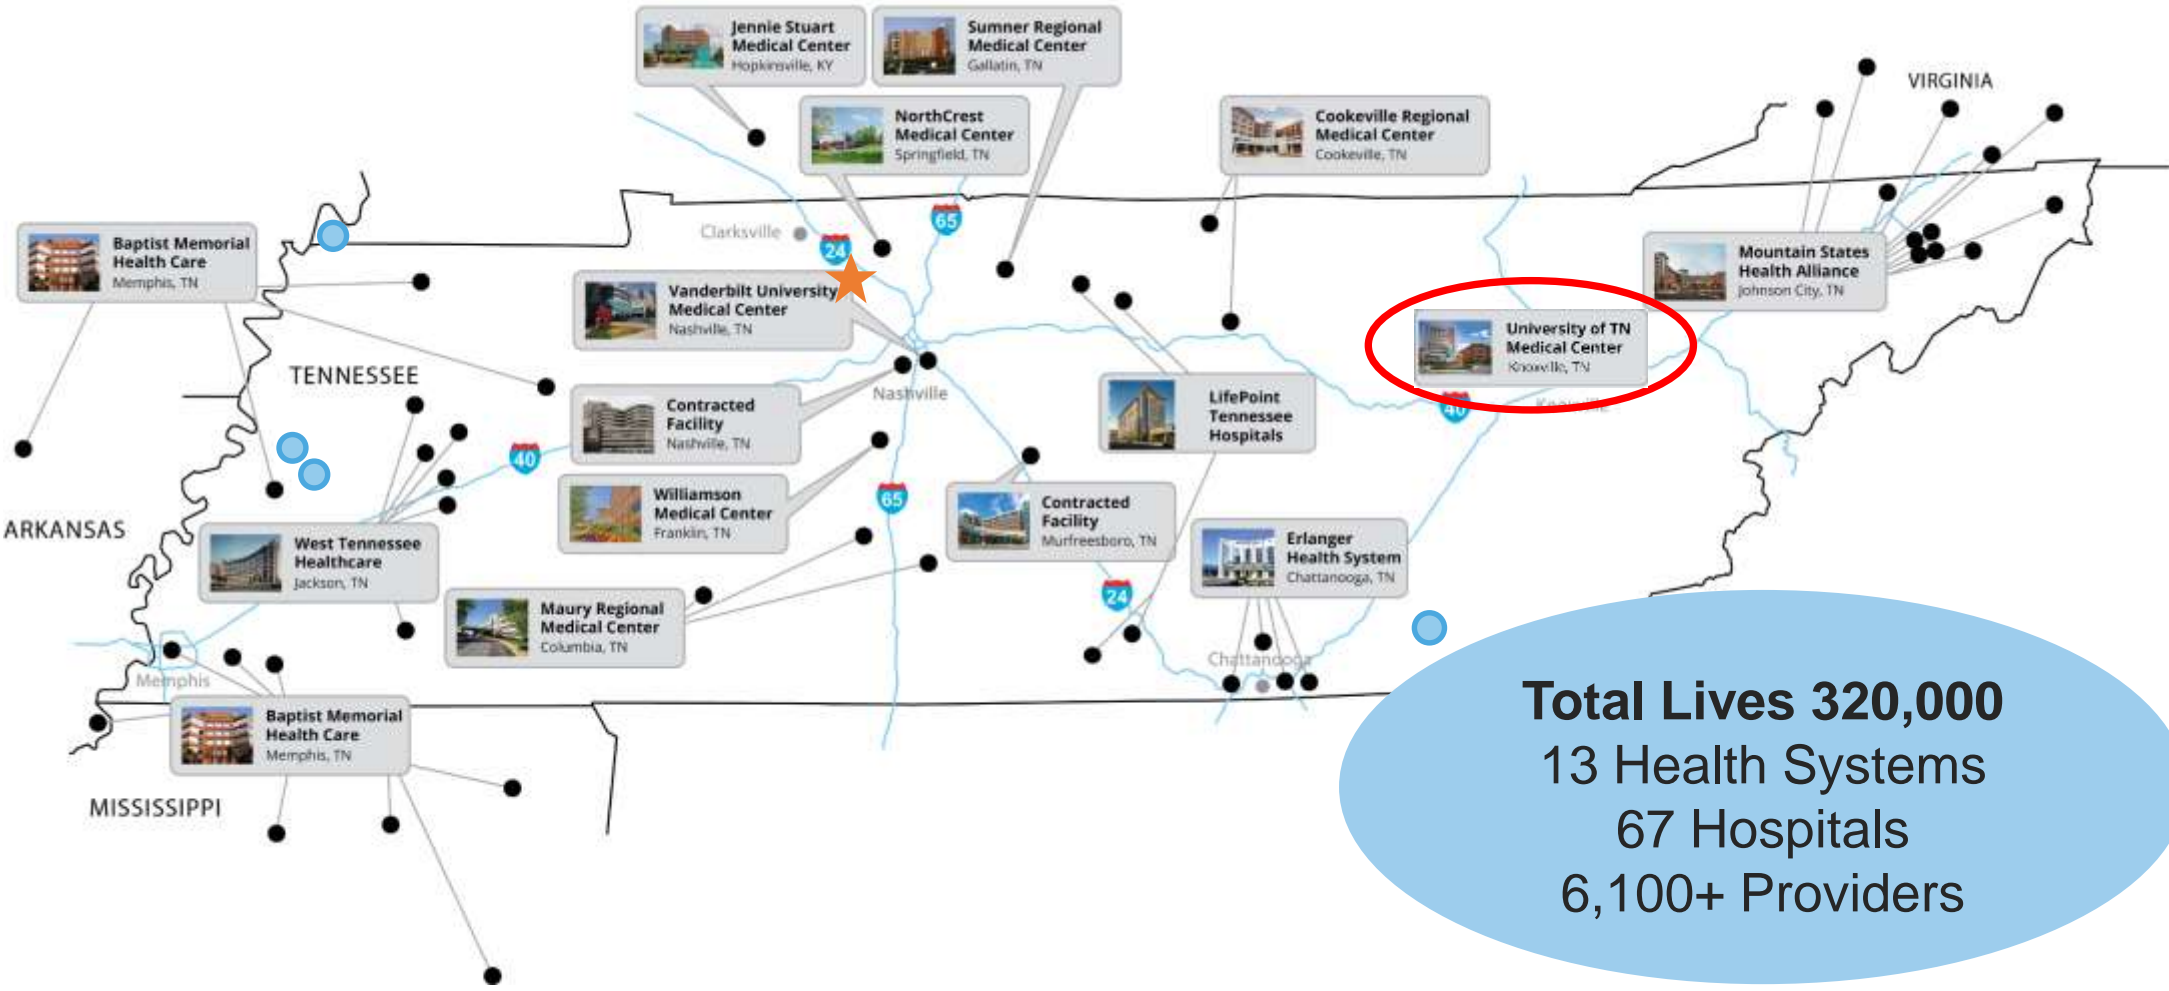 Jennie Stuart
Medical Center
Hopkinsville, KY
Sumner Regional
Medical Center
Gallatin, TN
VIRGINIA
NorthCrest
Medical Center
Springfield, TN
Cookeville Regional
Medical Center
Cookeville, TN
Clarksville
65
24
Baptist Memorial
Health Care
Memphis, TN
Mountain States
Health Alliance
Johnson City, TN
Vanderbilt University
Medical Center
Nashville, TN
University of TN
Medical Center
Knoxville, TN
TENNESSEE
Nashville
Contracted
Facility
Nashville, TN
LifePoint
Tennessee
Hospitals
40
Knoxville
40
65
Williamson
Medical Center
Franklin, TN
Contracted
Facility
Murfreesboro, TN
ARKANSAS
West Tennessee
Healthcare
Jackson, TN
Erlanger
Health System
Chattanooga, TN
24
Maury Regional
Medical Center
Columbia, TN
Chattanooga
Memphis
Baptist Memorial
Health Care
Memphis, TN
MISSISSIPPI
Total Lives 320,000
13 Health Systems
67 Hospitals
6,100+ Providers